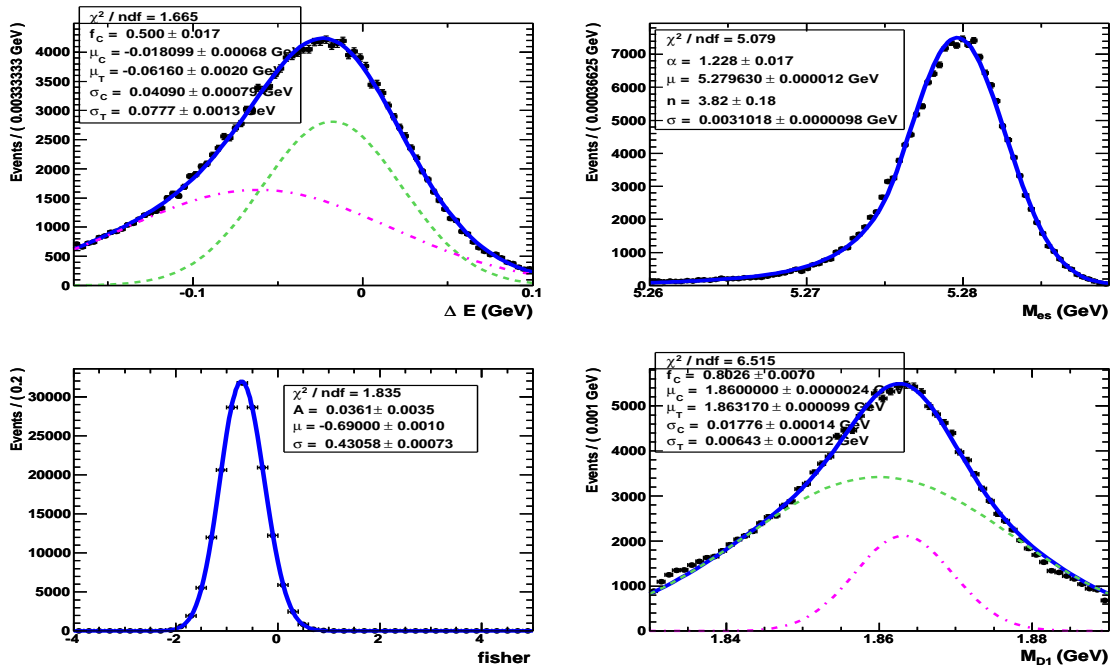 χ² / ndf = 1.665
f_C = 0.500 ± 0.017
μ_C = -0.018099 ± 0.00068 GeV
μ_T = -0.06160 ± 0.0020 GeV
σ_C = 0.04090 ± 0.00079 GeV
σ_T = 0.0777 ± 0.0013 GeV
Events / ( 0.00333333 GeV )
4000
3500
3000
2500
2000
1500
1000
500
0
-0.1 0 0.1
Δ E (GeV)
χ² / ndf = 5.079
α = 1.228 ± 0.017
μ = 5.279630 ± 0.000012 GeV
n = 3.82 ± 0.18
σ = 0.0031018 ± 0.0000098 GeV
Events / ( 0.00036625 GeV )
7000
6000
5000
4000
3000
2000
1000
0
5.26 5.27 5.28
M_es (GeV)
χ² / ndf = 1.835
A = 0.0361 ± 0.0035
μ = -0.69000 ± 0.0010
σ = 0.43058 ± 0.00073
Events / ( 0.2 )
30000
25000
20000
15000
10000
5000
0
-4 -2 0 2 4
fisher
χ² / ndf = 6.515
f_C = 0.8026 ± 0.0070
μ_C = 1.8600000 ± 0.0000024 GeV
μ_T = 1.863170 ± 0.000099 GeV
σ_C = 0.01776 ± 0.00014 GeV
σ_T = 0.00643 ± 0.00012 GeV
Events / ( 0.001 GeV )
5000
4000
3000
2000
1000
0
1.84 1.86 1.88
M_D1 (GeV)